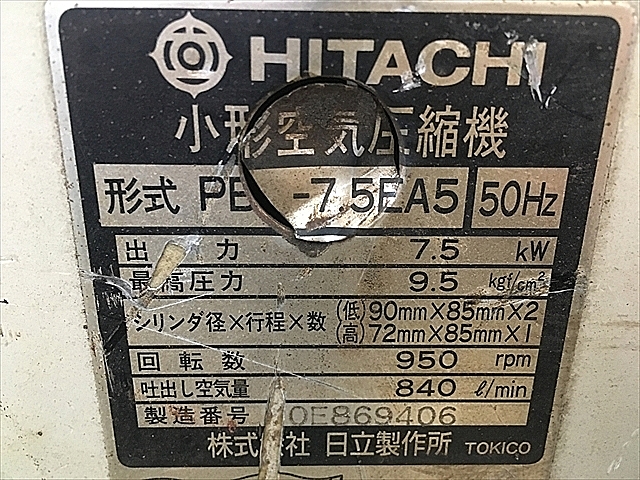 HITACHI
小形空気圧縮機
形式 PB -7.5EA5 50Hz
出力 7.5 kW
最高圧力 9.5 kgf/cm²
シリンダ径×行程×数 (低)90mm×85mm×2
(高)72mm×85mm×1
回転数 950 rpm
吐出し空気量 840 ℓ/min
製造番号 10E869406
株式会社 日立製作所 TOKICO